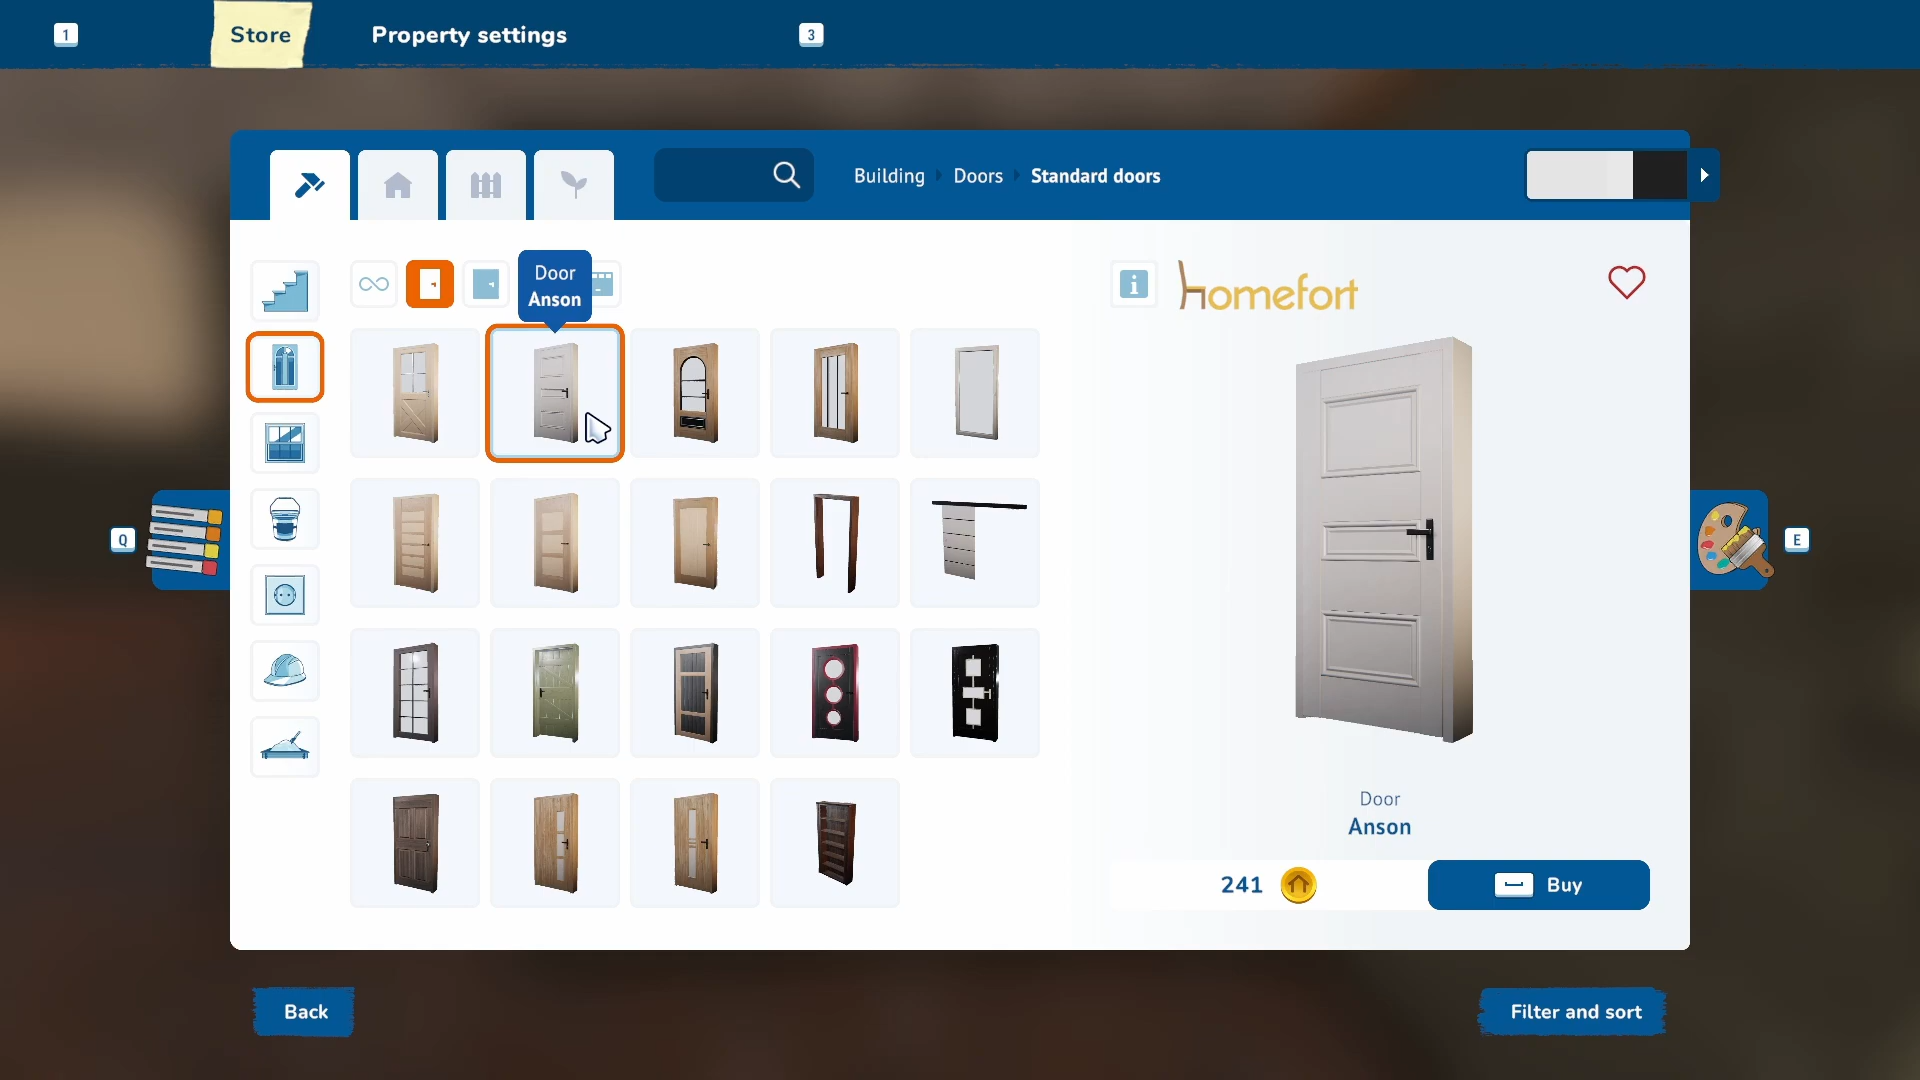 1
Store
Property settings
3
Building
Doors
Standard doors
Door
Anson
i
homefort
Q
E
Door
Anson
241
Buy
Back
Filter and sort